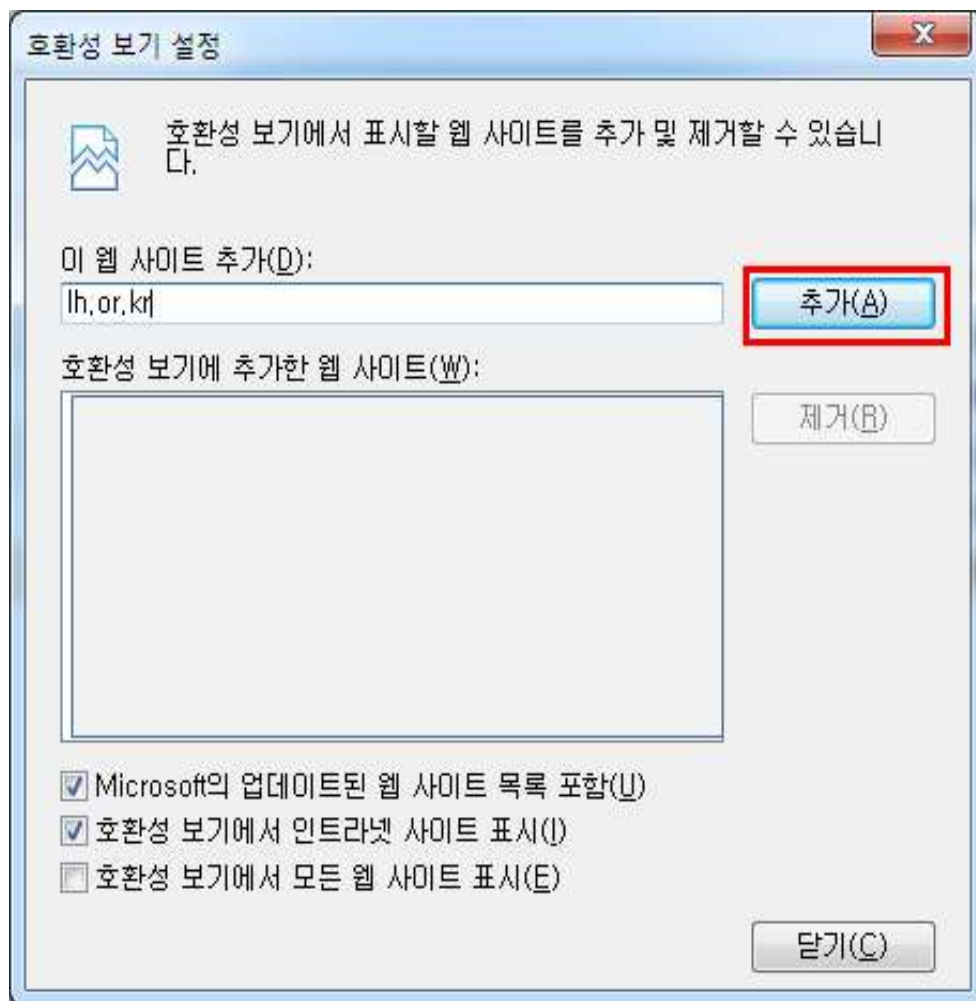 호환성 보기 설정
호환성 보기에서 표시할 웹 사이트를 추가 및 제거할 수 있습니
다.
이 웹 사이트 추가(D):
lh.or.kr
추가(A)
호환성 보기에 추가한 웹 사이트(W):
제거(R)
Microsoft의 업데이트된 웹 사이트 목록 포함(U)
호환성 보기에서 인트라넷 사이트 표시(I)
호환성 보기에서 모든 웹 사이트 표시(E)
닫기(C)